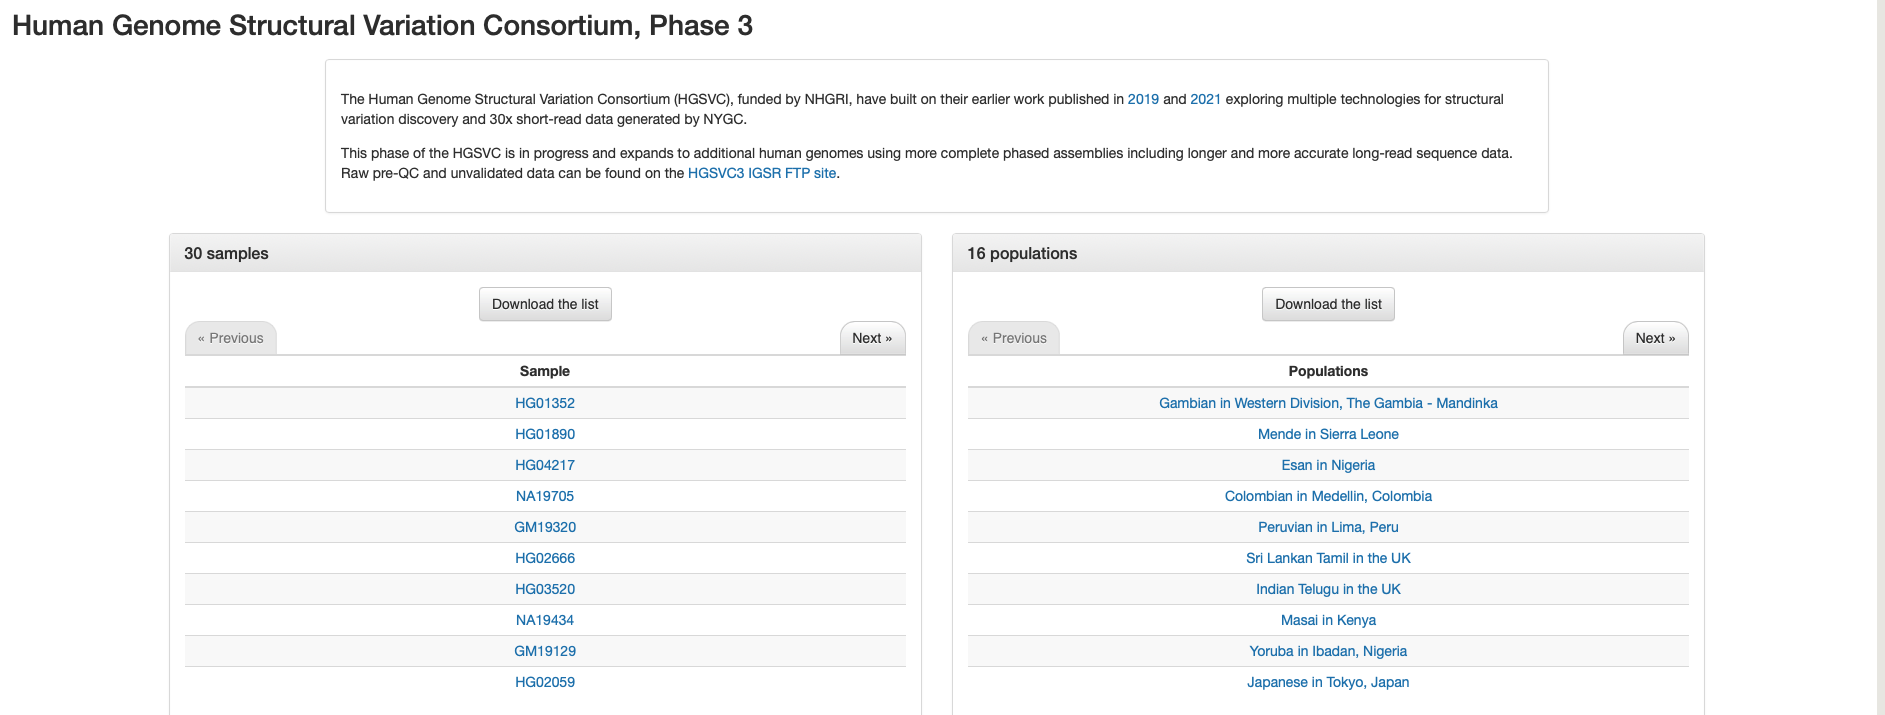 Human Genome Structural Variation Consortium, Phase 3
The Human Genome Structural Variation Consortium (HGSVC), funded by NHGRI, have built on their earlier work published in 2019 and 2021 exploring multiple technologies for structural
variation discovery and 30x short-read data generated by NYGC.
This phase of the HGSVC is in progress and expands to additional human genomes using more complete phased assemblies including longer and more accurate long-read sequence data.
Raw pre-QC and unvalidated data can be found on the HGSVC3 IGSR FTP site.
30 samples
Download the list
« Previous
Next »
Sample
HG01352
HG01890
HG04217
NA19705
GM19320
HG02666
HG03520
NA19434
GM19129
HG02059
16 populations
Download the list
« Previous
Next »
Populations
Gambian in Western Division, The Gambia - Mandinka
Mende in Sierra Leone
Esan in Nigeria
Colombian in Medellin, Colombia
Peruvian in Lima, Peru
Sri Lankan Tamil in the UK
Indian Telugu in the UK
Masai in Kenya
Yoruba in Ibadan, Nigeria
Japanese in Tokyo, Japan